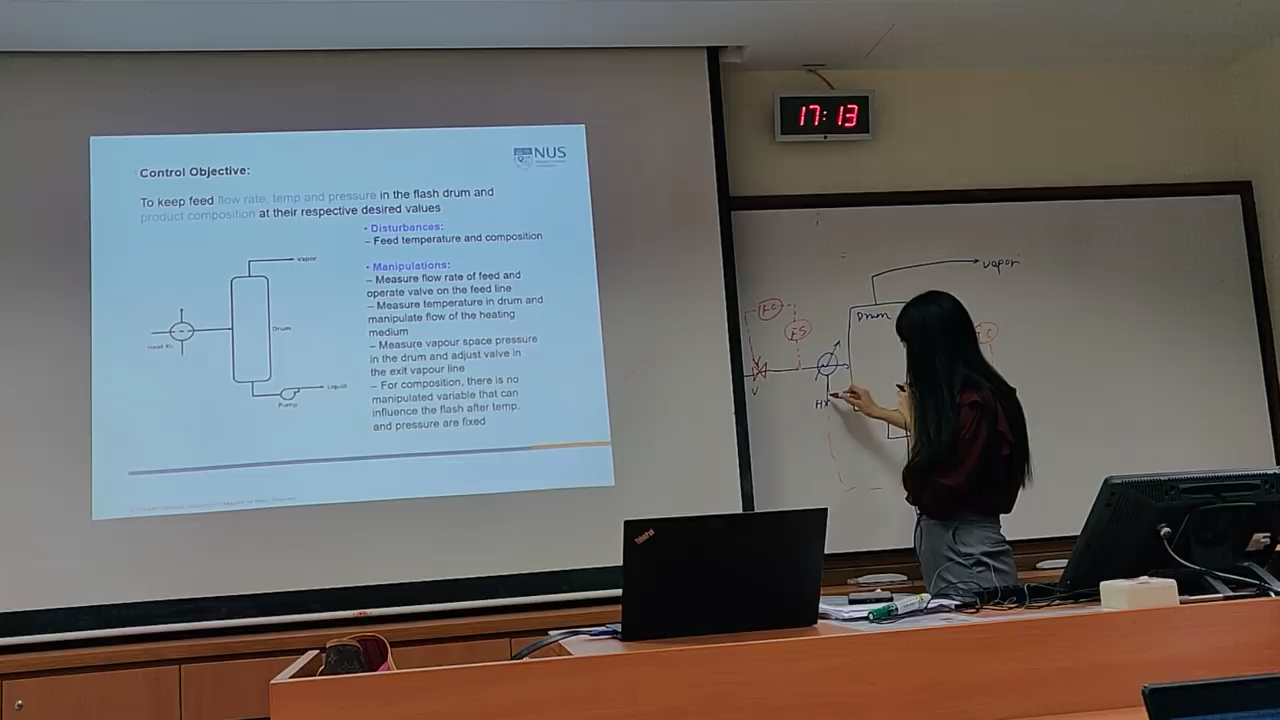 Control Objective:
NUS
To keep feed flow rate, temp and pressure in the flash drum and
product composition at their respective desired values
• Disturbances:
– Feed temperature and composition
• Manipulations:
– Measure flow rate of feed and
operate valve on the feed line
– Measure temperature in drum and
manipulate flow of the heating
medium
– Measure vapour space pressure
in the drum and adjust valve in
the exit vapour line
– For composition, there is no
manipulated variable that can
influence the flash after temp.
and pressure are fixed
Vapor
Drum
Heat Ex.
Liquid
Pump
17:13
vapor
Drum
FC
FS
V
HX
ThinkPad